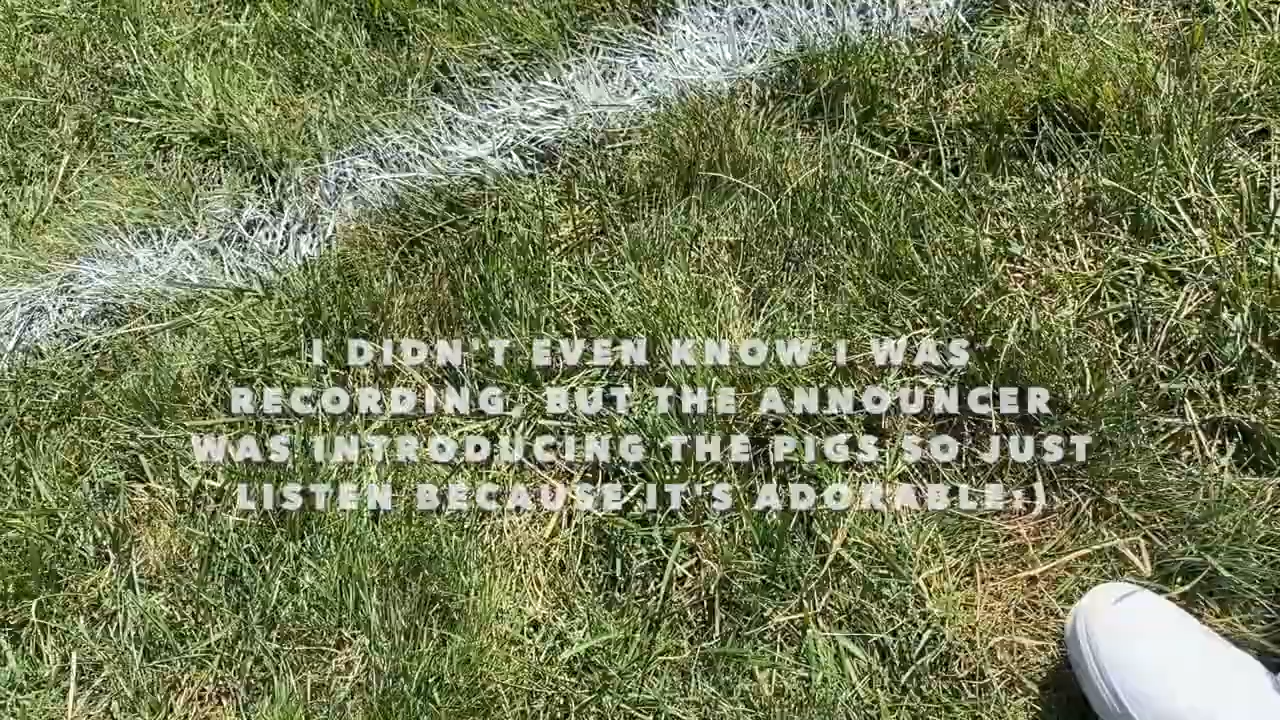 I DIDN'T EVEN KNOW I WAS
RECORDING, BUT THE ANNOUNCER
WAS INTRODUCING THE PIGS SO JUST
LISTEN BECAUSE IT'S ADORABLE:)